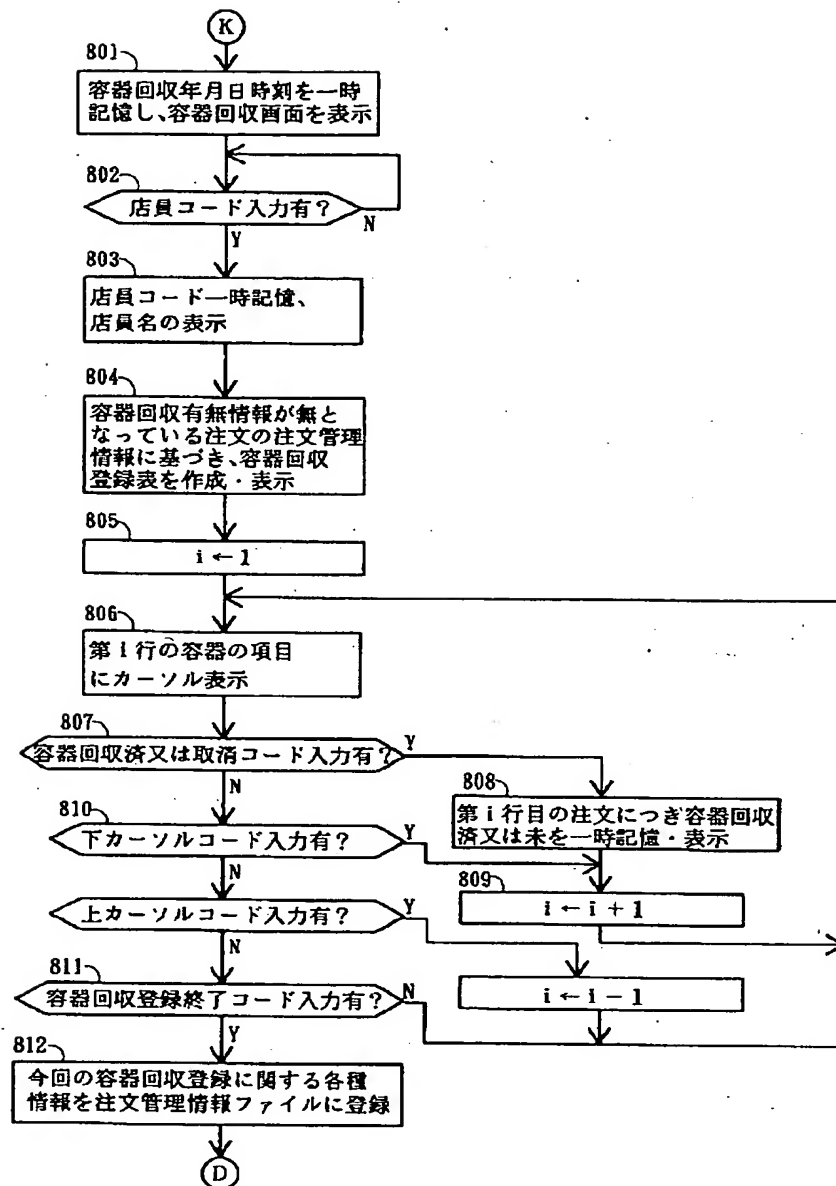 K
801
容器回収年月日時刻を一時
記憶し、容器回収画面を表示
802
店員コード入力有?
N
Y
803
店員コード一時記憶、
店員名の表示
804
容器回収有無情報が無と
なっている注文の注文管理
情報に基づき、容器回収
登録表を作成・表示
805
i ← 1
806
第i行の容器の項目
にカーソル表示
807
容器回収済又は取消コード入力有?
Y
N
808
第i行目の注文につき容器回収
済又は未を一時記憶・表示
810
下カーソルコード入力有?
Y
N
809
i ← i + 1
上カーソルコード入力有?
Y
N
i ← i - 1
811
容器回収登録終了コード入力有?
N
Y
812
今回の容器回収登録に関する各種
情報を注文管理情報ファイルに登録
D